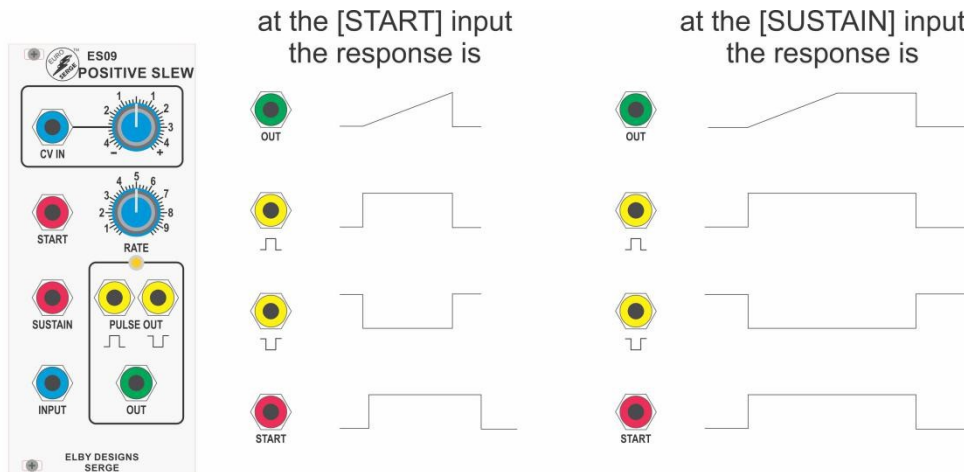 EURO
SERGE
™
ES09
POSITIVE SLEW
1 1
2 2
3
4 4
- +
CV IN
START
5
4 6
3 7
2 8
1 9
RATE
SUSTAIN
PULSE OUT
INPUT
OUT
ELBY DESIGNS
SERGE
at the [START] input
the response is
OUT
START
at the [SUSTAIN] input
the response is
OUT
START